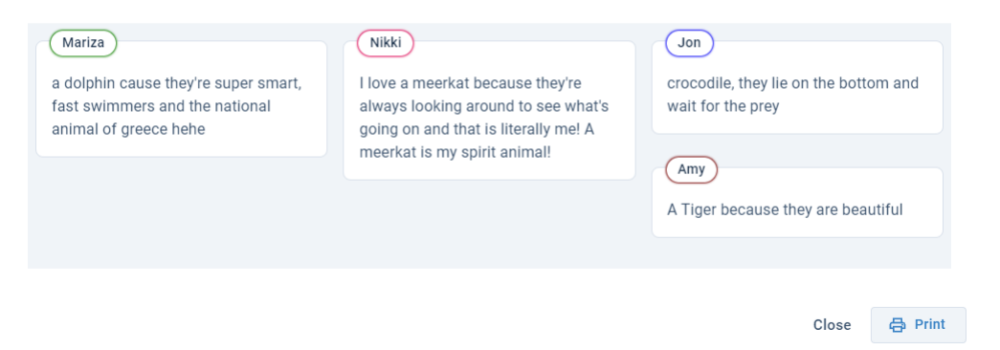 Mariza
a dolphin cause they're super smart,
fast swimmers and the national
animal of greece hehe
Nikki
I love a meerkat because they're
always looking around to see what's
going on and that is literally me! A
meerkat is my spirit animal!
Jon
crocodile, they lie on the bottom and
wait for the prey
Amy
A Tiger because they are beautiful
Close
Print